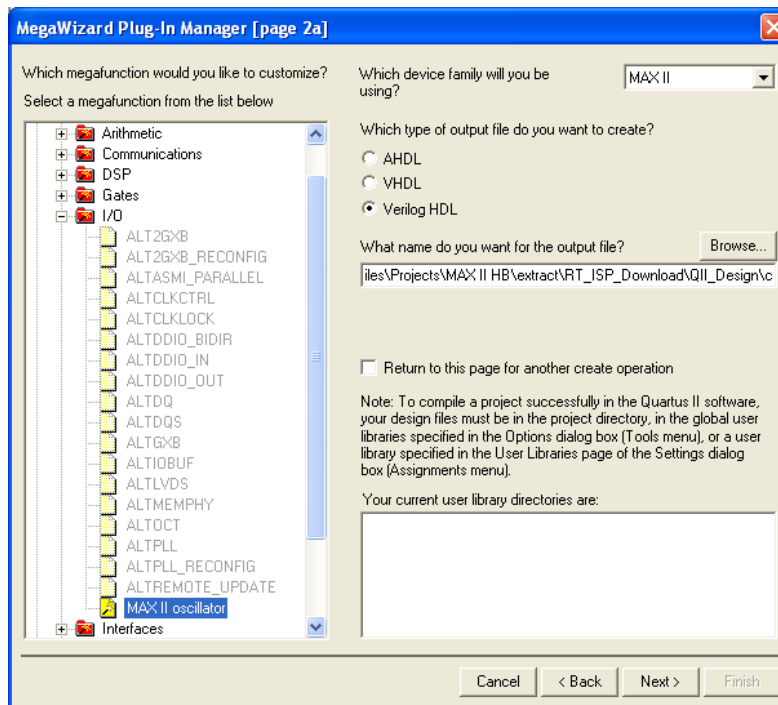 MegaWizard Plug-In Manager [page 2a]
Which megafunction would you like to customize?
Select a megafunction from the list below
Arithmetic
Communications
DSP
Gates
I/O
ALT2GXB
ALT2GXB_RECONFIG
ALTASMI_PARALLEL
ALTCLKCTRL
ALTCLKLOCK
ALTDDIO_BIDIR
ALTDDIO_IN
ALTDDIO_OUT
ALTDQ
ALTDQS
ALTGXB
ALTIOBUF
ALTLVDS
ALTMEMPHY
ALTOCT
ALTPLL
ALTPLL_RECONFIG
ALTREMOTE_UPDATE
MAX II oscillator
Interfaces
Which device family will you be
using?
MAX II
Which type of output file do you want to create?
AHDL
VHDL
Verilog HDL
What name do you want for the output file?
Browse...
iles\Projects\MAX II HB\extract\RT_ISP_Download\QII_Design\c
Return to this page for another create operation
Note: To compile a project successfully in the Quartus II software,
your design files must be in the project directory, in the global user
libraries specified in the Options dialog box (Tools menu), or a user
library specified in the User Libraries page of the Settings dialog
box (Assignments menu).
Your current user library directories are:
Cancel
< Back
Next >
Finish